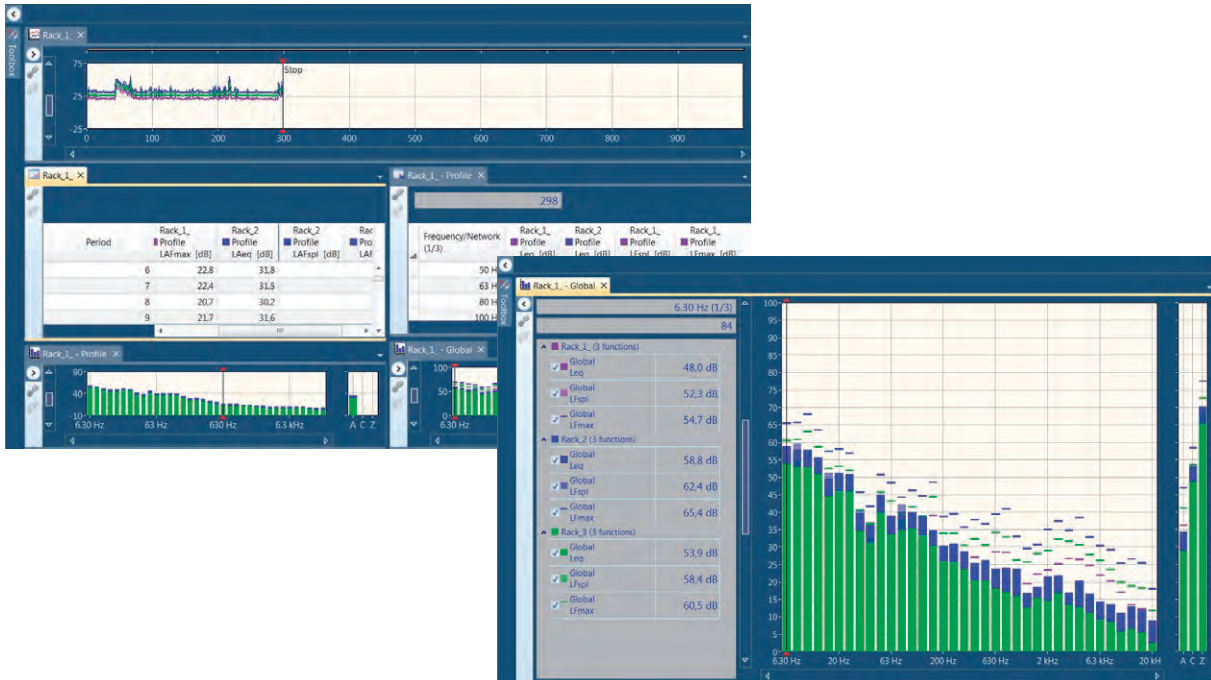 Toolbox
Rack_1_ ×
75
25
-25
Stop
0 100 200 300 400 500 600 700 800 900
Rack_1_ ×
Period
Rack_1_ Profile LAFmax [dB]
Rack_2 Profile LAeq [dB]
Rack_2 Profile LAFspl [dB]
6 22,8 31,8
7 22,4 31,5
8 20,7 30,2
9 21,7 31,6
Rack_1_ - Profile ×
298
Frequency/Network (1/3)
Rack_1_ Profile Leq [dB]
Rack_2 Profile Leq [dB]
Rack_1_ Profile LFspl [dB]
Rack_1_ Profile LFmax [dB]
50 H
63 H
80 H
100 H
Rack_1_ - Profile ×
90
40
-10
6.30 Hz 63 Hz 630 Hz 6.3 kHz
A C Z
Rack_1_ - Global ×
100
50
0
6.30 Hz
Toolbox
Rack_1_ - Global ×
6.30 Hz (1/3)
84
Rack_1_ (3 functions)
Global
Leq 48,0 dB
Global
LFspl 52,3 dB
Global
LFmax 54,7 dB
Rack_2 (3 functions)
Global
Leq 58,8 dB
Global
LFspl 62,4 dB
Global
LFmax 65,4 dB
Rack_3 (3 functions)
Global
Leq 53,9 dB
Global
LFspl 58,4 dB
Global
LFmax 60,5 dB
100
95
90
85
80
75
70
65
60
55
50
45
40
35
30
25
20
15
10
5
0
6.30 Hz 20 Hz 63 Hz 200 Hz 630 Hz 2 kHz 6.3 kHz 20 kH
A C Z